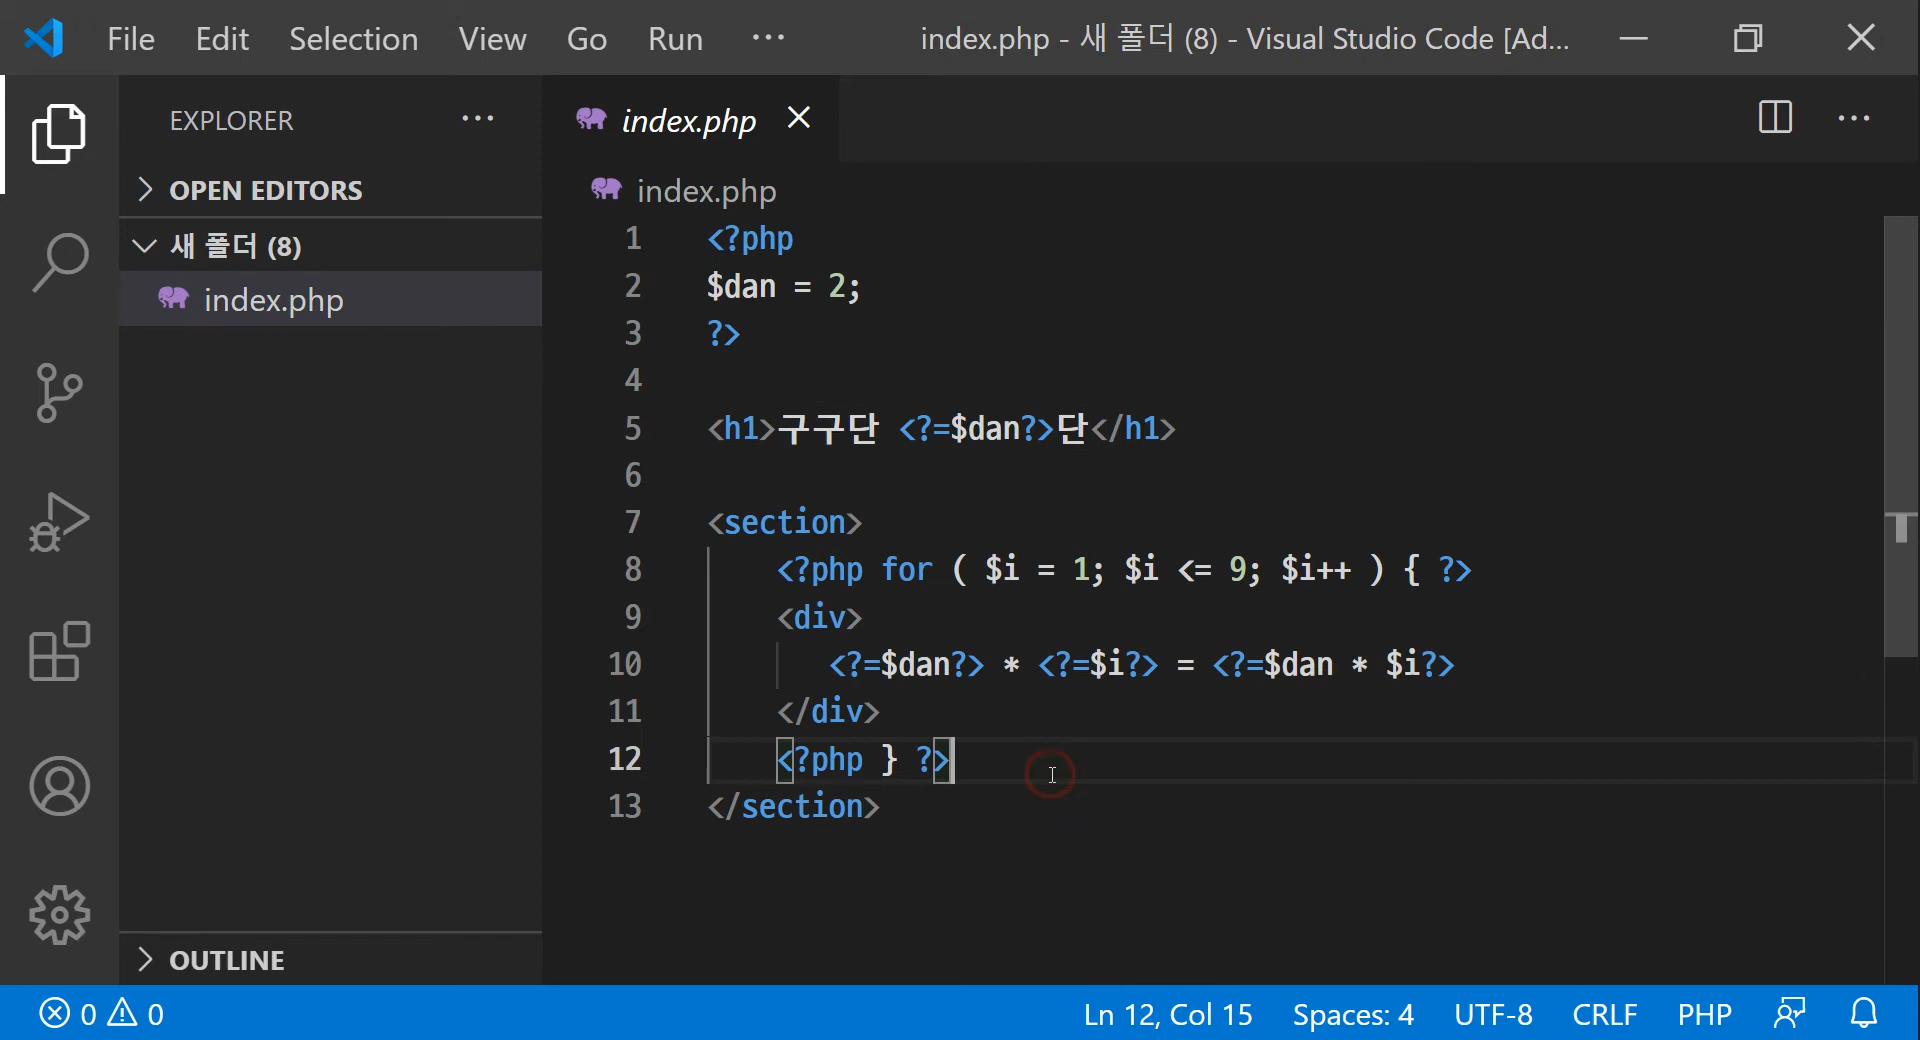 File Edit Selection View Go Run ··· index.php - 새 폴더 (8) - Visual Studio Code [Ad...
EXPLORER ···
OPEN EDITORS
새 폴더 (8)
index.php
OUTLINE
index.php
index.php
1 <?php
2 $dan = 2;
3 ?>
4
5 <h1>구구단 <?=$dan?>단</h1>
6
7 <section>
8 <?php for ( $i = 1; $i <= 9; $i++ ) { ?>
9 <div>
10 <?=$dan?> * <?=$i?> = <?=$dan * $i?>
11 </div>
12 <?php } ?>
13 </section>
0 0 Ln 12, Col 15 Spaces: 4 UTF-8 CRLF PHP